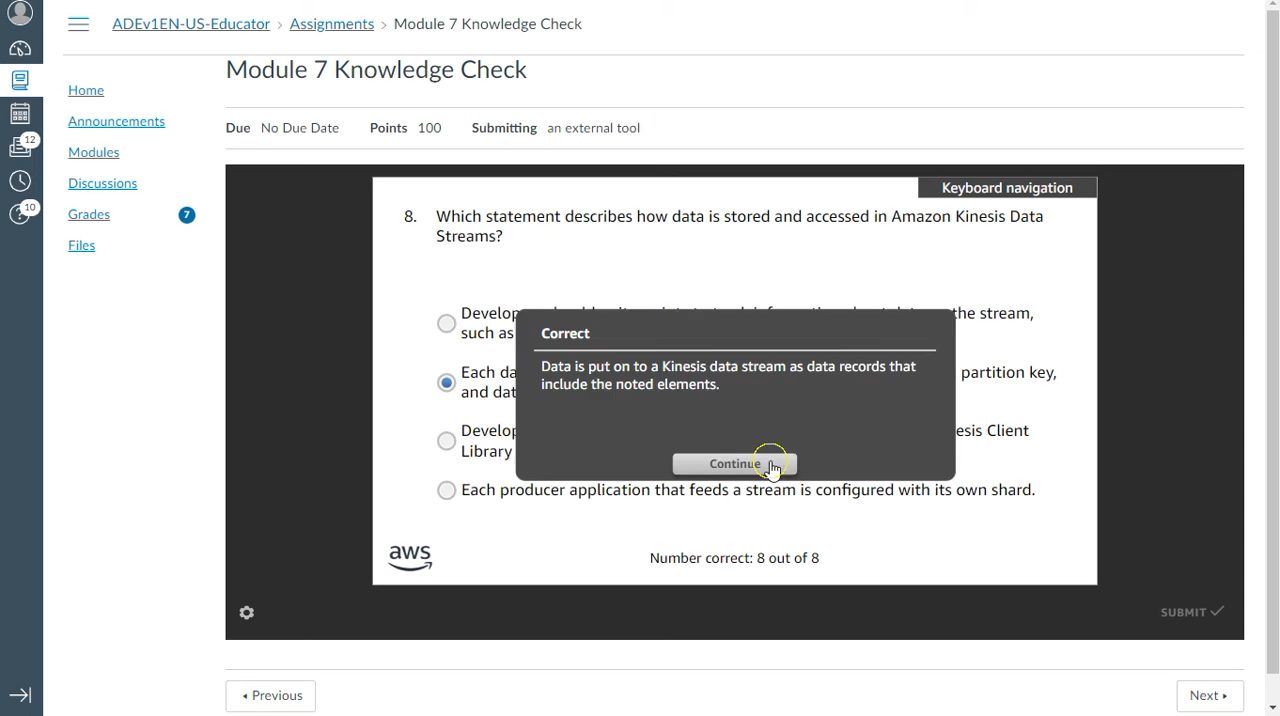 ADEv1EN-US-Educator › Assignments › Module 7 Knowledge Check
Module 7 Knowledge Check
Home
Announcements
Modules
Discussions
Grades 7
Files
12
10
Due No Due Date Points 100 Submitting an external tool
Keyboard navigation
8. Which statement describes how data is stored and accessed in Amazon Kinesis Data
Streams?
the stream,
such as
Each partition key,
and
Client
Library
Correct
Data is put on to a Kinesis data stream as data records that
include the noted elements.
Continue
Each producer application that feeds a stream is configured with its own shard.
aws
Number correct: 8 out of 8
SUBMIT
Previous
Next